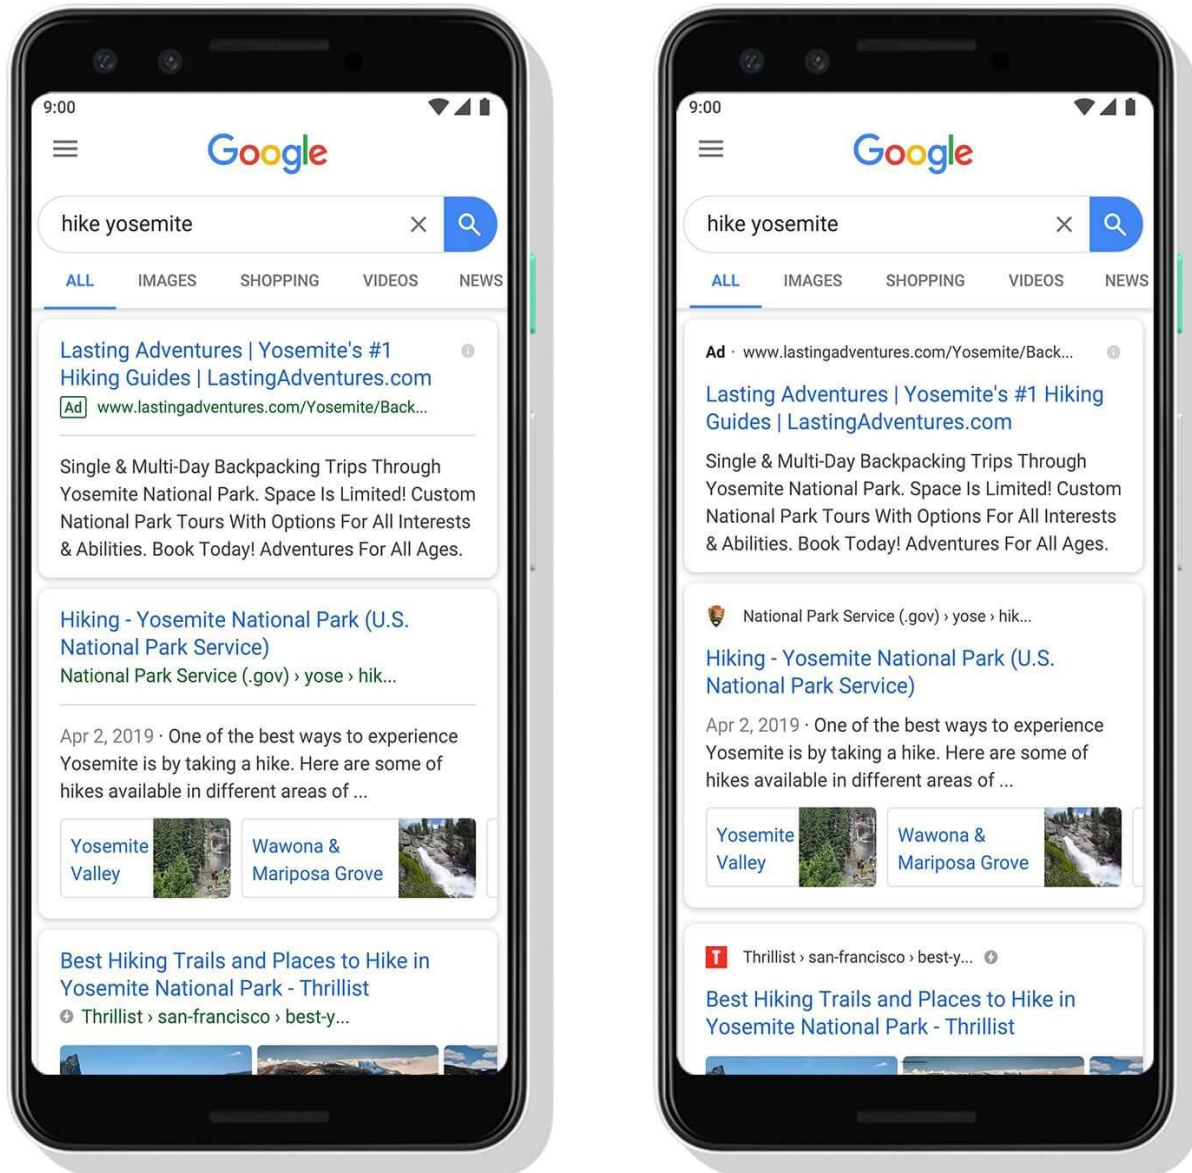 9:00
Google
hike yosemite
ALL IMAGES SHOPPING VIDEOS NEWS
Lasting Adventures | Yosemite's #1
Hiking Guides | LastingAdventures.com
Ad www.lastingadventures.com/Yosemite/Back...
Single & Multi-Day Backpacking Trips Through
Yosemite National Park. Space Is Limited! Custom
National Park Tours With Options For All Interests
& Abilities. Book Today! Adventures For All Ages.
Hiking - Yosemite National Park (U.S.
National Park Service)
National Park Service (.gov) › yose › hik...
Apr 2, 2019 · One of the best ways to experience
Yosemite is by taking a hike. Here are some of
hikes available in different areas of ...
Yosemite
Valley
Wawona &
Mariposa Grove
Best Hiking Trails and Places to Hike in
Yosemite National Park - Thrillist
Thrillist › san-francisco › best-y...
9:00
Google
hike yosemite
ALL IMAGES SHOPPING VIDEOS NEWS
Ad · www.lastingadventures.com/Yosemite/Back...
Lasting Adventures | Yosemite's #1 Hiking
Guides | LastingAdventures.com
Single & Multi-Day Backpacking Trips Through
Yosemite National Park. Space Is Limited! Custom
National Park Tours With Options For All Interests
& Abilities. Book Today! Adventures For All Ages.
National Park Service (.gov) › yose › hik...
Hiking - Yosemite National Park (U.S.
National Park Service)
Apr 2, 2019 · One of the best ways to experience
Yosemite is by taking a hike. Here are some of
hikes available in different areas of ...
Yosemite
Valley
Wawona &
Mariposa Grove
T Thrillist › san-francisco › best-y...
Best Hiking Trails and Places to Hike in
Yosemite National Park - Thrillist